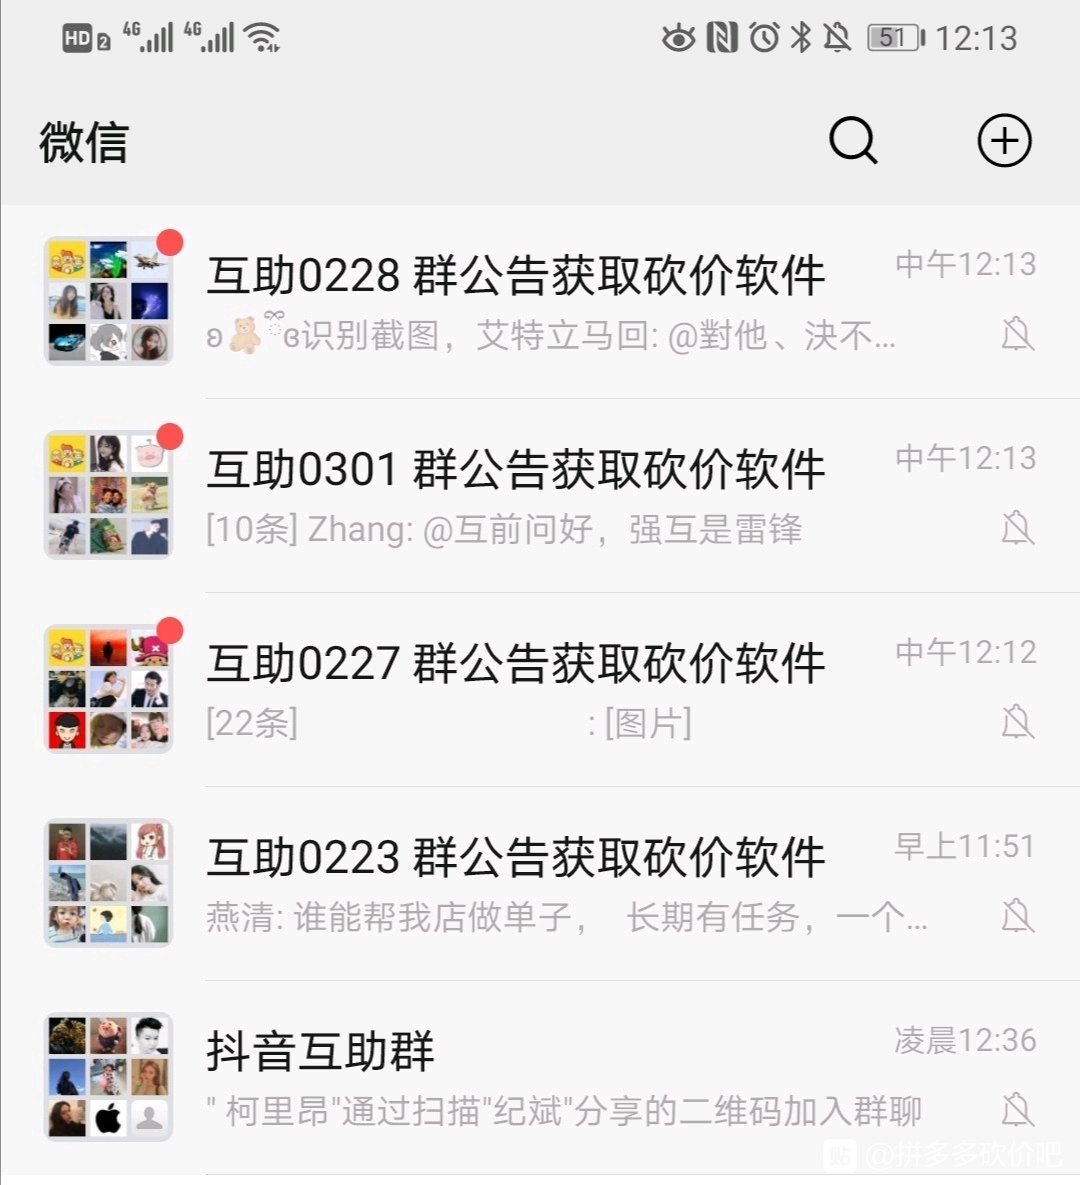 HD 2 4G 4G 51 12:13
微信
互助0228 群公告获取砍价软件 中午12:13
ʚ🧸ྀིɞ识别截图，艾特立马回: @對他、決不...
互助0301 群公告获取砍价软件 中午12:13
[10条] Zhang: @互前问好，强互是雷锋
互助0227 群公告获取砍价软件 中午12:12
[22条] : [图片]
互助0223 群公告获取砍价软件 早上11:51
燕清: 谁能帮我店做单子， 长期有任务，一个...
抖音互助群 凌晨12:36
" 柯里昂"通过扫描"纪斌"分享的二维码加入群聊
贴 @拼多多砍价吧